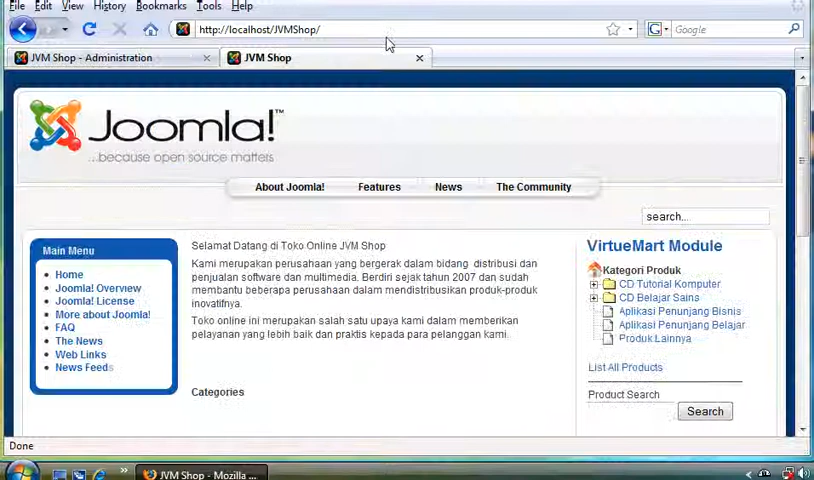 File Edit View History Bookmarks Tools Help
http://localhost/JVMShop/
G Google
JVM Shop - Administration
JVM Shop
Joomla!™
...because open source matters
About Joomla! Features News The Community
search...
Main Menu
Home
Joomla! Overview
Joomla! License
More about Joomla!
FAQ
The News
Web Links
News Feeds
Selamat Datang di Toko Online JVM Shop
Kami merupakan perusahaan yang bergerak dalam bidang distribusi dan
penjualan software dan multimedia. Berdiri sejak tahun 2007 dan sudah
membantu beberapa perusahaan dalam mendistribusikan produk-produk
inovatifnya.
Toko online ini merupakan salah satu upaya kami dalam memberikan
pelayanan yang lebih baik dan praktis kepada para pelanggan kami.
Categories
VirtueMart Module
Kategori Produk
CD Tutorial Komputer
CD Belajar Sains
Aplikasi Penunjang Bisnis
Aplikasi Penunjang Belajar
Produk Lainnya
List All Products
Product Search
Search
Done
JVM Shop - Mozilla ...